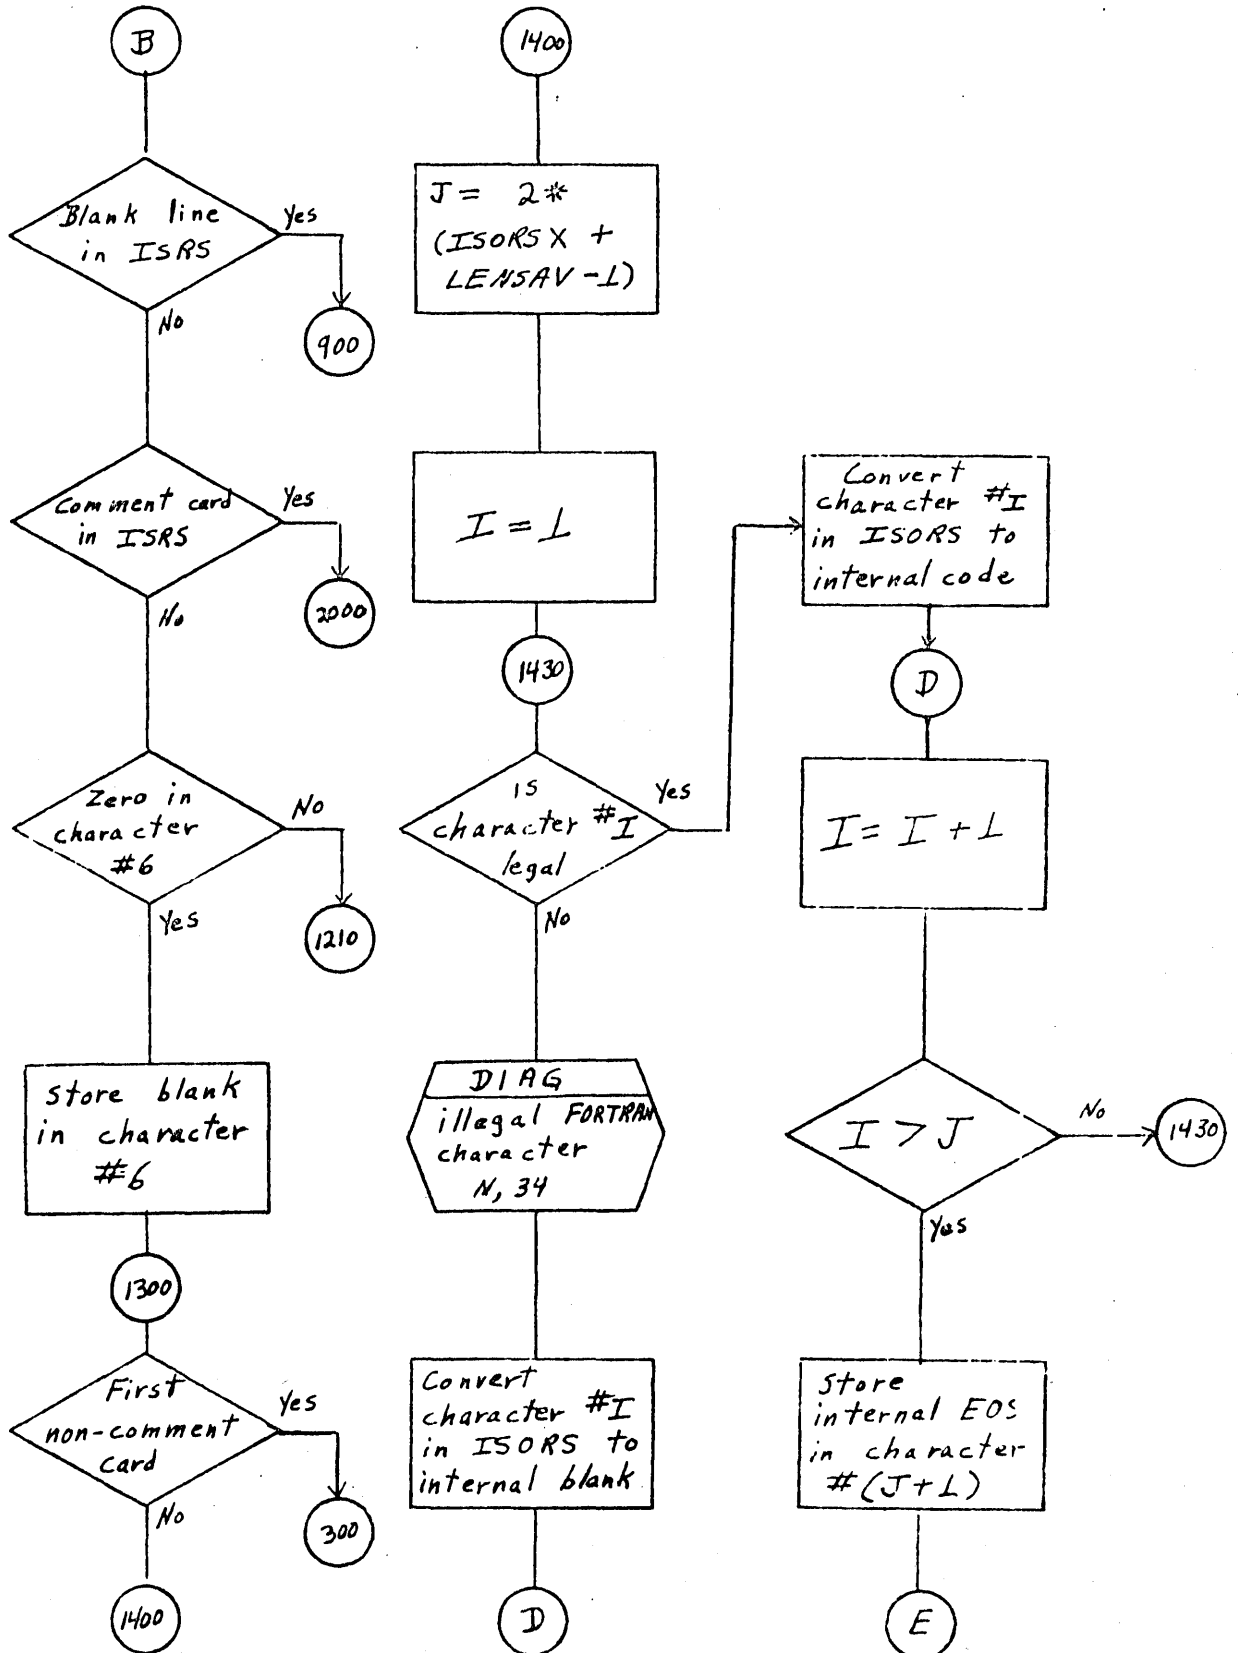 B
Blank line
in ISRS
Yes
900
No
Comment card
in ISRS
Yes
2000
No
Zero in
character
#6
No
1210
Yes
Store blank
in character
#6
1300
First
non-comment
card
Yes
300
No
1400
1400
J = 2*
(ISORSX +
LENSAV-1)
I = 1
1430
is
character #I
legal
Yes
No
DIAG
illegal FORTRAN
character
N, 34
Convert
character #I
in ISORS to
internal blank
D
Convert
character #I
in ISORS to
internal code
D
I = I + 1
I > J
No
1430
Yes
Store
internal EOS
in character
#(J+1)
E